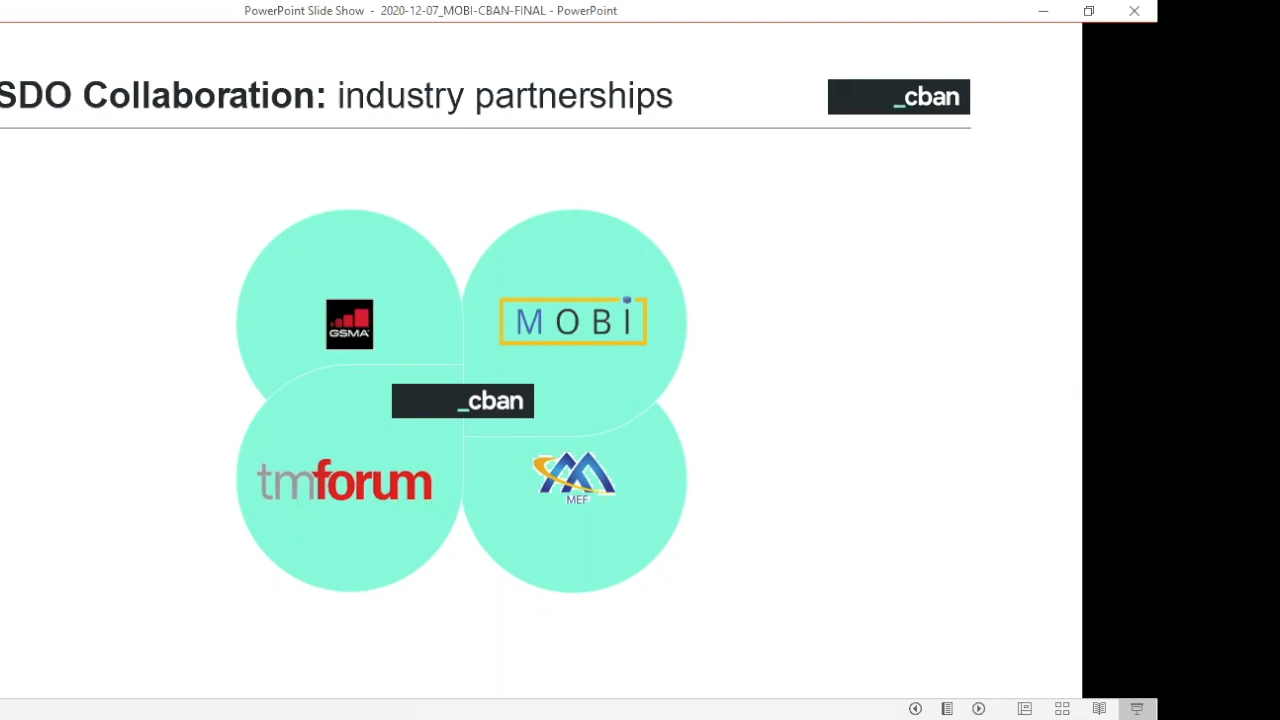 PowerPoint Slide Show - 2020-12-07_MOBI-CBAN-FINAL - PowerPoint
SDO Collaboration: industry partnerships
_cban
GSMA
MOBI
_cban
tmforum
MEF